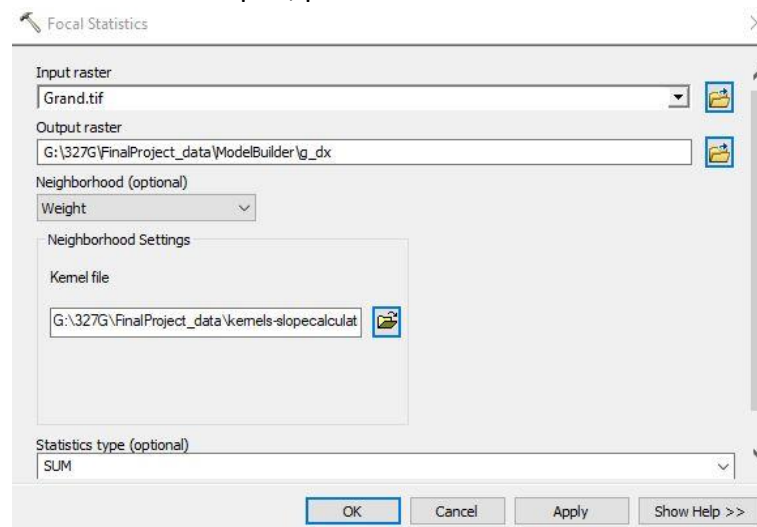 Focal Statistics
Input raster
Grand.tif
Output raster
G:\327G\FinalProject_data\ModelBuilder\g_dx
Neighborhood (optional)
Weight
Neighborhood Settings
Kernel file
G:\327G\FinalProject_data\kernels-slopecalculat
Statistics type (optional)
SUM
OK Cancel Apply Show Help >>